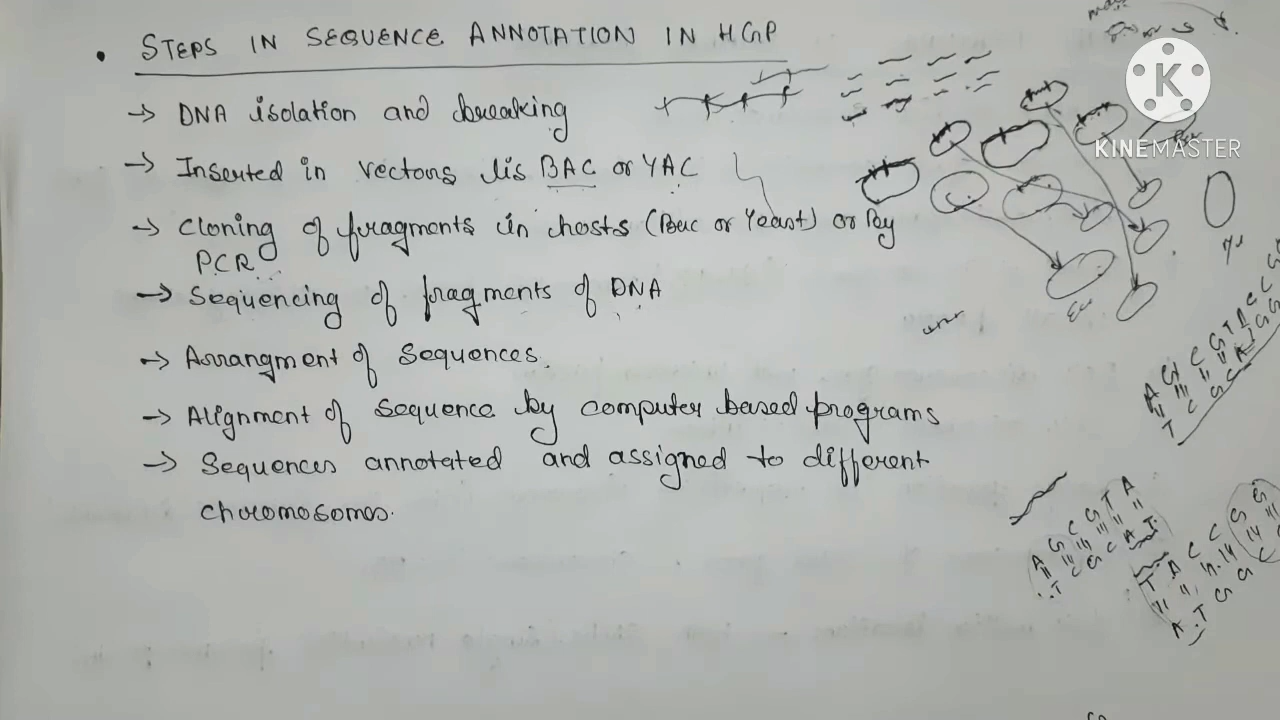 • STEPS IN SEQUENCE ANNOTATION IN HGP
→ DNA isolation and breaking
→ Inserted in vectors BAC or YAC
→ Cloning of fragments in hosts (Bac or Yeast) or By
PCR
→ Sequencing of fragments of DNA
→ Arrangment of Sequences.
→ Alignment of sequence by computer based programs
→ Sequences annotated and assigned to different
chromosomes.
K
KINEMASTER
A G C G T A
T C G C A T
T A C C G G
A T G G C